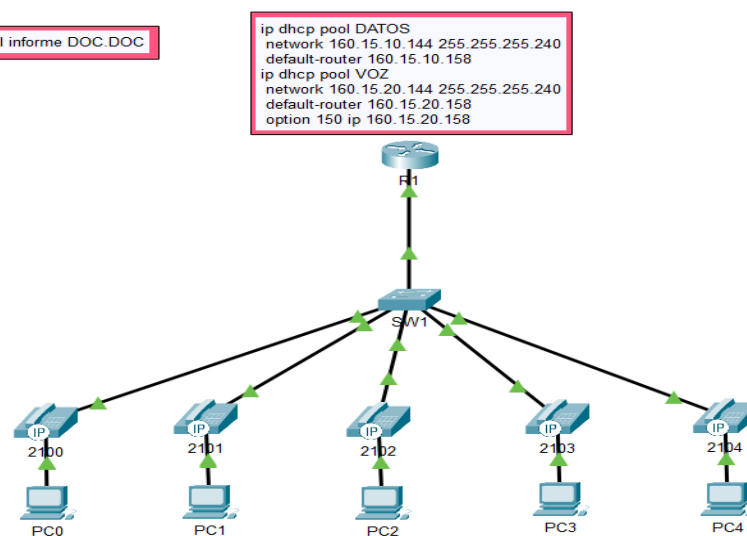 l informe DOC.DOC
ip dhcp pool DATOS
network 160.15.10.144 255.255.255.240
default-router 160.15.10.158
ip dhcp pool VOZ
network 160.15.20.144 255.255.255.240
default-router 160.15.20.158
option 150 ip 160.15.20.158
R1
SW1
IP IP IP IP IP
2100 2101 2102 2103 2104
PC0 PC1 PC2 PC3 PC4